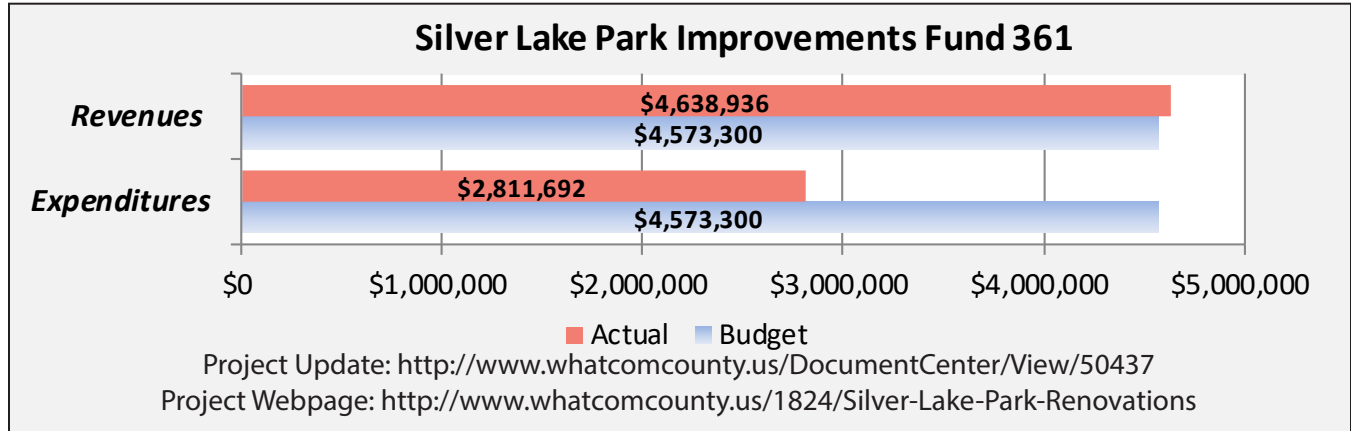 Silver Lake Park Improvements Fund 361
Revenues
$4,638,936
$4,573,300
Expenditures
$2,811,692
$4,573,300
$0 $1,000,000 $2,000,000 $3,000,000 $4,000,000 $5,000,000
Actual Budget
Project Update: http://www.whatcomcounty.us/DocumentCenter/View/50437
Project Webpage: http://www.whatcomcounty.us/1824/Silver-Lake-Park-Renovations